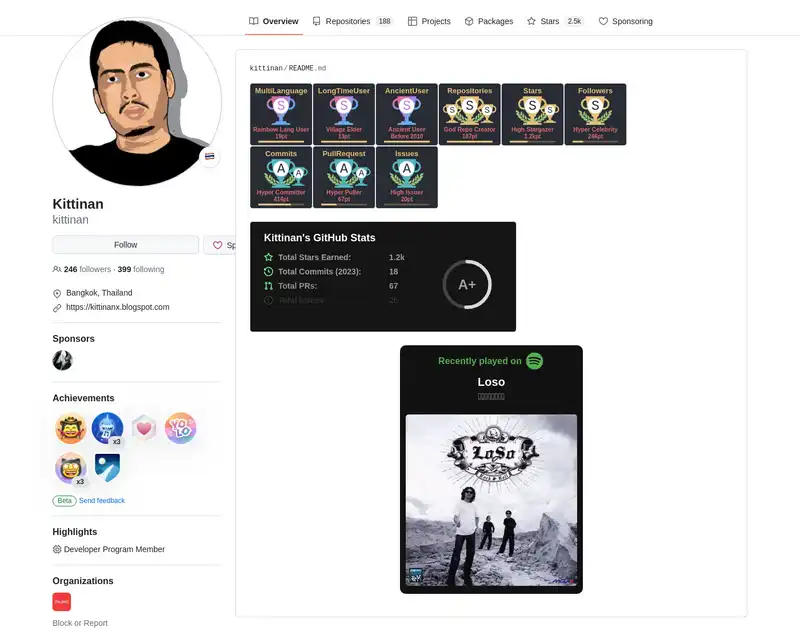 Overview
Repositories 188
Projects
Packages
Stars 2.5k
Sponsoring
Kittinan
kittinan
Follow
Sp
246 followers · 399 following
Bangkok, Thailand
https://kittinanx.blogspot.com
Sponsors
Achievements
x3
YOLO
x3
Beta Send feedback
Highlights
Developer Program Member
Organizations
Block or Report
kittinan/README.md
MultiLanguage
S
Rainbow Lang User
19pt
LongTimeUser
S
Village Elder
13pt
AncientUser
S
Ancient User
Before 2010
Repositories
S S S
God Repo Creator
187pt
Stars
S S
High Stargazer
1.2kpt
Followers
S
Hyper Celebrity
246pt
Commits
A A
Hyper Committer
PullRequest
A A
Hyper Puller
67pt
Issues
A
High Issuer
20pt
Kittinan's GitHub Stats
Total Stars Earned: 1.2k
Total Commits (2023): 18
Total PRs: 67
Total Issues:
A+
Recently played on
Loso
LoSo